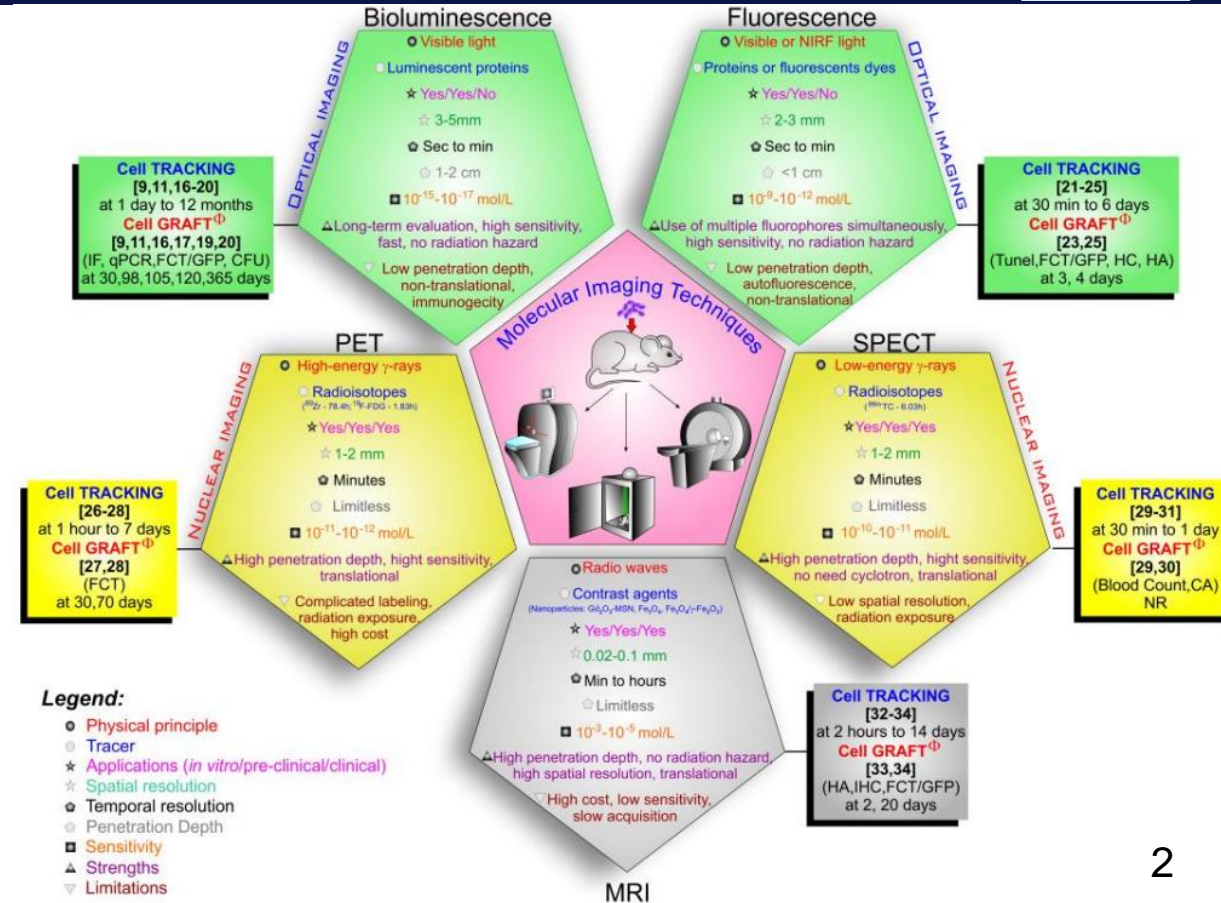 Bioluminescence
Visible light
Luminescent proteins
Yes/Yes/No
3-5mm
Sec to min
1-2 cm
10-15-10-17 mol/L
Long-term evaluation, high sensitivity,
fast, no radiation hazard
Low penetration depth,
non-translational,
immunogecity
OPTICAL IMAGING
Cell TRACKING
[9,11,16-20]
at 1 day to 12 months
Cell GRAFTΦ
[9,11,16,17,19,20]
(IF, qPCR,FCT/GFP, CFU)
at 30,98,105,120,365 days
Fluorescence
Visible or NIRF light
Proteins or fluorescents dyes
Yes/Yes/No
2-3 mm
Sec to min
<1 cm
10-9-10-12 mol/L
Use of multiple fluorophores simultaneously,
high sensitivity, no radiation hazard
Low penetration depth,
autofluorescence,
non-translational
OPTICAL IMAGING
Cell TRACKING
[21-25]
at 30 min to 6 days
Cell GRAFTΦ
[23,25]
(Tunel,FCT/GFP, HC, HA)
at 3, 4 days
Molecular Imaging Techniques
PET
High-energy γ-rays
Radioisotopes
(89Zr - 78.4h, 18F-FDG - 1.83h)
Yes/Yes/Yes
1-2 mm
Minutes
Limitless
10-11-10-12 mol/L
High penetration depth, hight sensitivity,
translational
Complicated labeling,
radiation exposure,
high cost
NUCLEAR IMAGING
Cell TRACKING
[26-28]
at 1 hour to 7 days
Cell GRAFTΦ
[27,28]
(FCT)
at 30,70 days
SPECT
Low-energy γ-rays
Radioisotopes
(99mTC - 6.03h)
Yes/Yes/Yes
1-2 mm
Minutes
Limitless
10-10-10-11 mol/L
High penetration depth, hight sensitivity,
no need cyclotron, translational
Low spatial resolution,
radiation exposure
NUCLEAR IMAGING
Cell TRACKING
[29-31]
at 30 min to 1 day
Cell GRAFTΦ
[29,30]
(Blood Count,CA)
NR
Radio waves
Contrast agents
(Nanoparticles: Gd2O3-MSN, Fe3O4, Fe3O4/γ-Fe2O3)
Yes/Yes/Yes
0.02-0.1 mm
Min to hours
Limitless
10-3-10-5 mol/L
High penetration depth, no radiation hazard,
high spatial resolution, translational
High cost, low sensitivity,
slow acquisition
MRI
Cell TRACKING
[32-34]
at 2 hours to 14 days
Cell GRAFTΦ
[33,34]
(HA,IHC,FCT/GFP)
at 2, 20 days
Legend:
Physical principle
Tracer
Applications (in vitro/pre-clinical/clinical)
Spatial resolution
Temporal resolution
Penetration Depth
Sensitivity
Strengths
Limitations
2